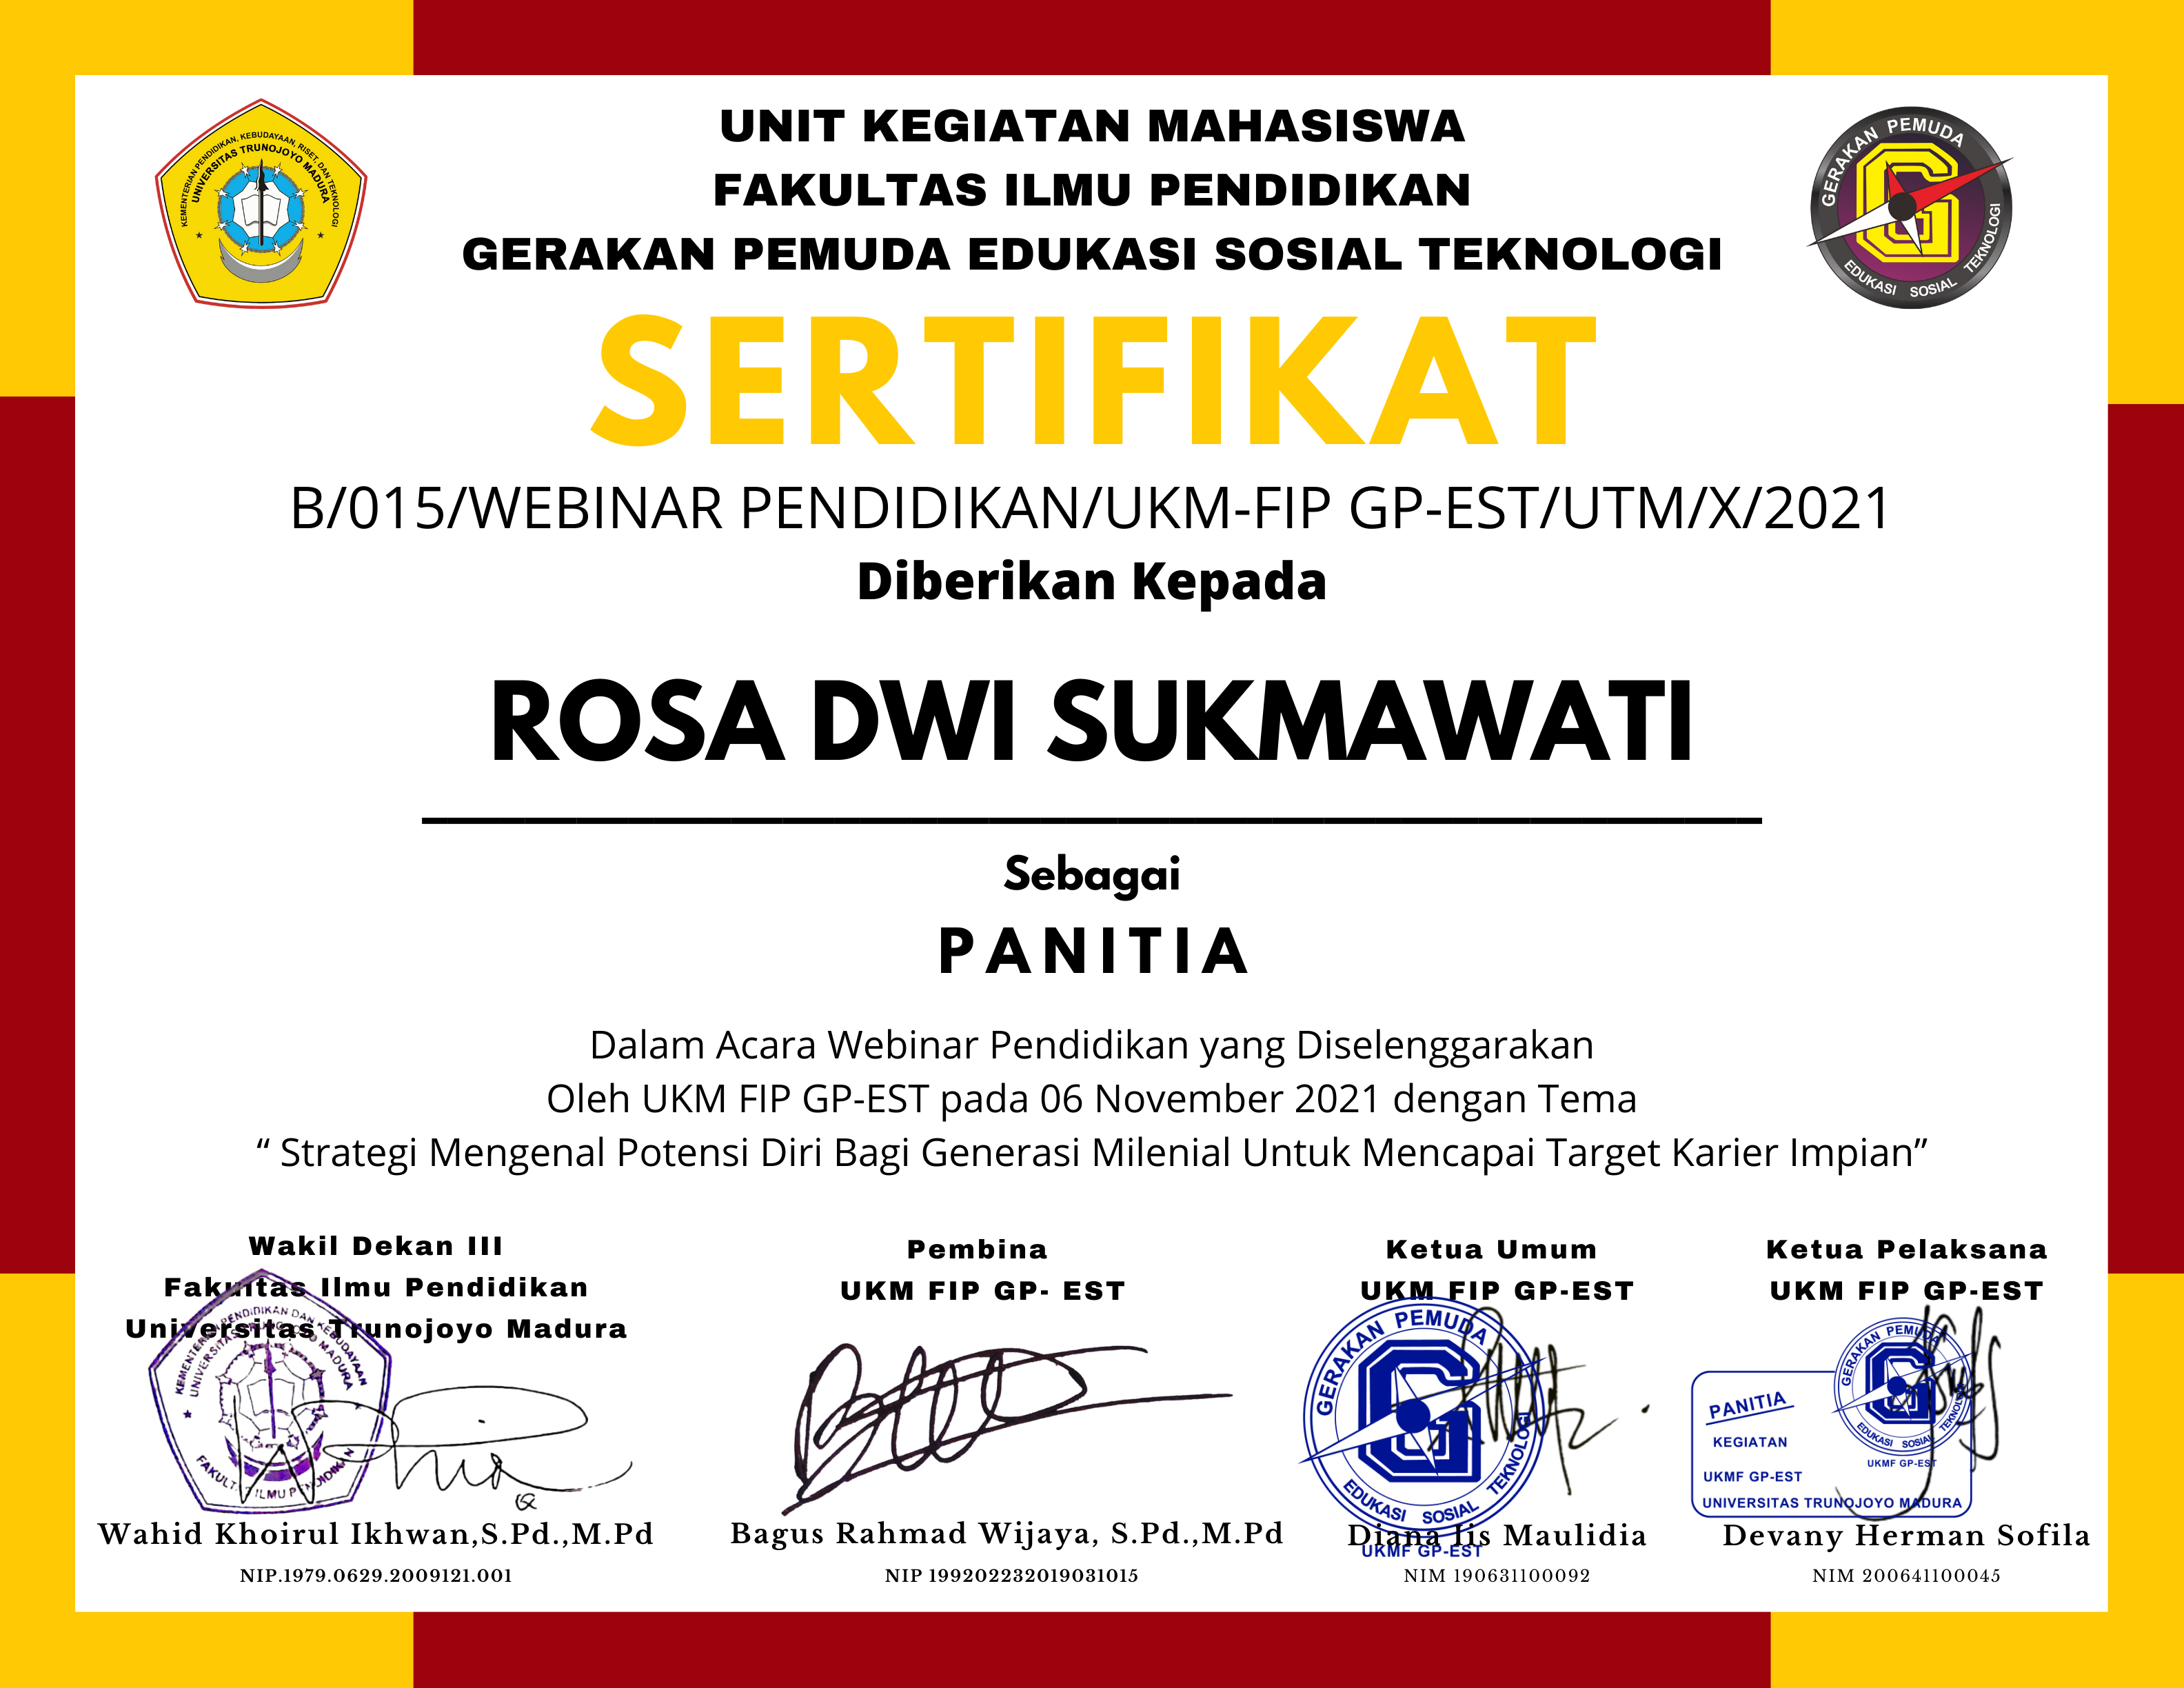 KEMENTERIAN PENDIDIKAN, KEBUDAYAAN, RISET, DAN TEKNOLOGI
UNIVERSITAS TRUNOJOYO MADURA
UNIT KEGIATAN MAHASISWA
FAKULTAS ILMU PENDIDIKAN
GERAKAN PEMUDA EDUKASI SOSIAL TEKNOLOGI
GERAKAN PEMUDA
G
EDUKASI SOSIAL TEKNOLOGI
SERTIFIKAT
B/015/WEBINAR PENDIDIKAN/UKM-FIP GP-EST/UTM/X/2021
Diberikan Kepada
ROSA DWI SUKMAWATI
Sebagai
PANITIA
Dalam Acara Webinar Pendidikan yang Diselenggarakan
Oleh UKM FIP GP-EST pada 06 November 2021 dengan Tema
“ Strategi Mengenal Potensi Diri Bagi Generasi Milenial Untuk Mencapai Target Karier Impian”
Wakil Dekan III
Fakultas Ilmu Pendidikan
Universitas Trunojoyo Madura
KEMENTERIAN PENDIDIKAN DAN KEBUDAYAAN
UNIVERSITAS TRUNOJOYO MADURA
FAKULTAS ILMU PENDIDIKAN
Wahid Khoirul Ikhwan,S.Pd.,M.Pd
NIP.1979.0629.2009121.001
Pembina
UKM FIP GP- EST
Bagus Rahmad Wijaya, S.Pd.,M.Pd
NIP 199202232019031015
Ketua Umum
UKM FIP GP-EST
GERAKAN PEMUDA
G
EDUKASI SOSIAL TEKNOLOGI
UKMF GP-EST
Diana Iis Maulidia
NIM 190631100092
Ketua Pelaksana
UKM FIP GP-EST
GERAKAN PEMUDA
G
EDUKASI SOSIAL TEKNOLOGI
UKMF GP-EST
PANITIA
KEGIATAN
UKMF GP-EST
UNIVERSITAS TRUNOJOYO MADURA
Devany Herman Sofila
NIM 200641100045